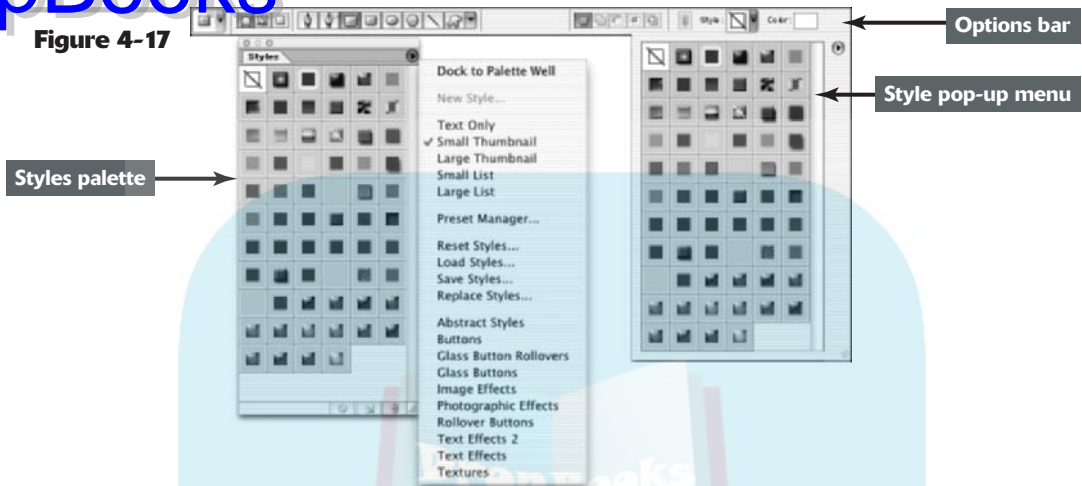 pBooks
Figure 4-17
Style:
Color:
Options bar
Styles
Dock to Palette Well
New Style...
Text Only
✓ Small Thumbnail
Large Thumbnail
Small List
Large List
Preset Manager...
Reset Styles...
Load Styles...
Save Styles...
Replace Styles...
Abstract Styles
Buttons
Glass Button Rollovers
Glass Buttons
Image Effects
Photographic Effects
Rollover Buttons
Text Effects 2
Text Effects
Textures
Style pop-up menu
Styles palette